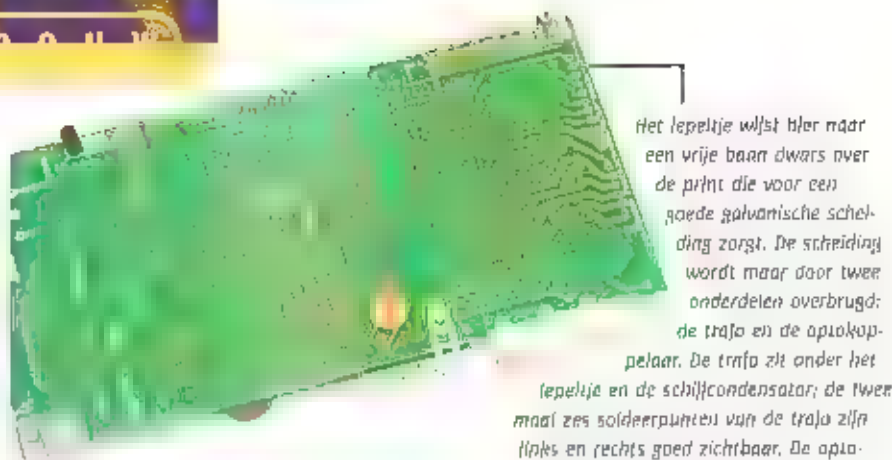 Het lepeltje wijst hier naar
een vrije baan dwars over
de print die voor een
goede galvanische schei-
ding zorgt. De scheiding
wordt maar door twee
onderdelen overbrugd:
de trafo en de optokop-
pelaar. De trafo zit onder het
lepeltje en de schijfcondensator; de twee
maal zes soldeerpunten van de trafo zijn
links en rechts goed zichtbaar. De opto-